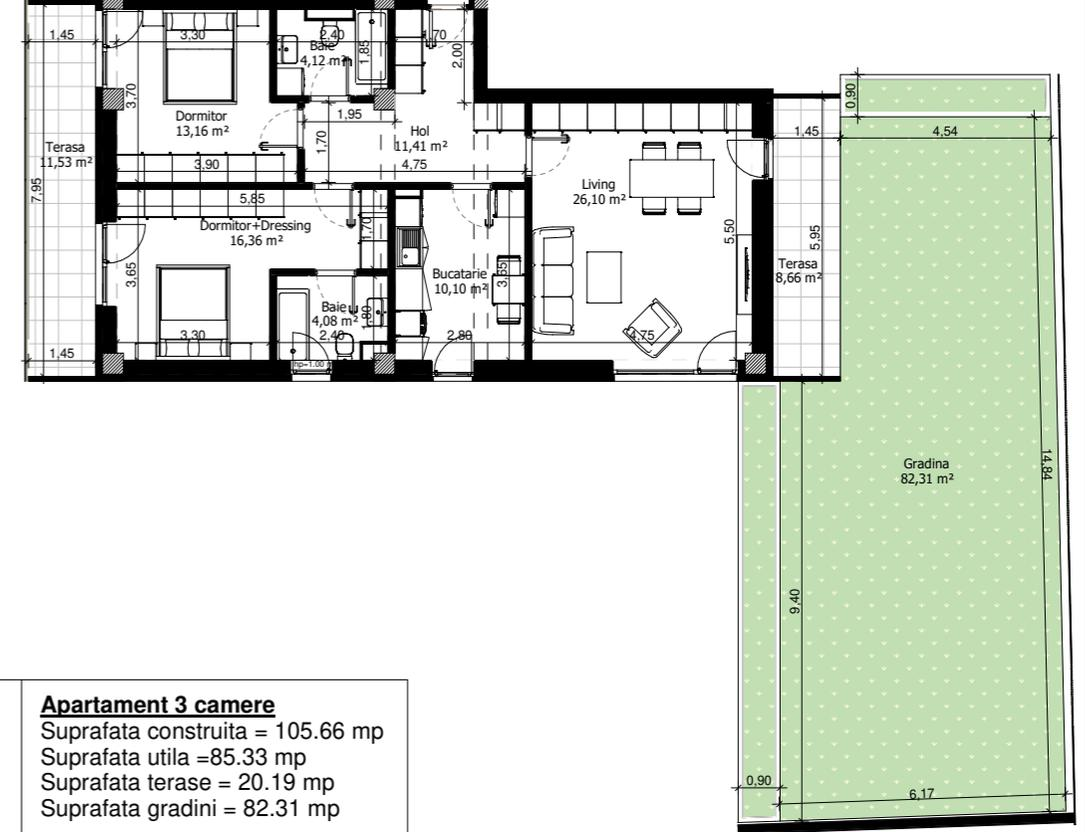 1,45
3,30
2,40
1,70
Baie
4,12 m²
1,85
2,00
3,70
Dormitor
13,16 m²
1,95
1,70
Hol
11,41 m²
4,75
Terasa
11,53 m²
7,95
3,90
5,85
Dormitor+Dressing
16,36 m²
1,70
3,65
3,30
Baie
4,08 m²
1,80
2,40
hp=1.00
1,45
Bucatarie
10,10 m²
3,65
2,80
Living
26,10 m²
5,50
4,75
1,45
Terasa
8,66 m²
5,95
0,90
4,54
Gradina
82,31 m²
14,84
9,40
0,90
6,17
Apartament 3 camere
Suprafata construita = 105.66 mp
Suprafata utila =85.33 mp
Suprafata terase = 20.19 mp
Suprafata gradini = 82.31 mp